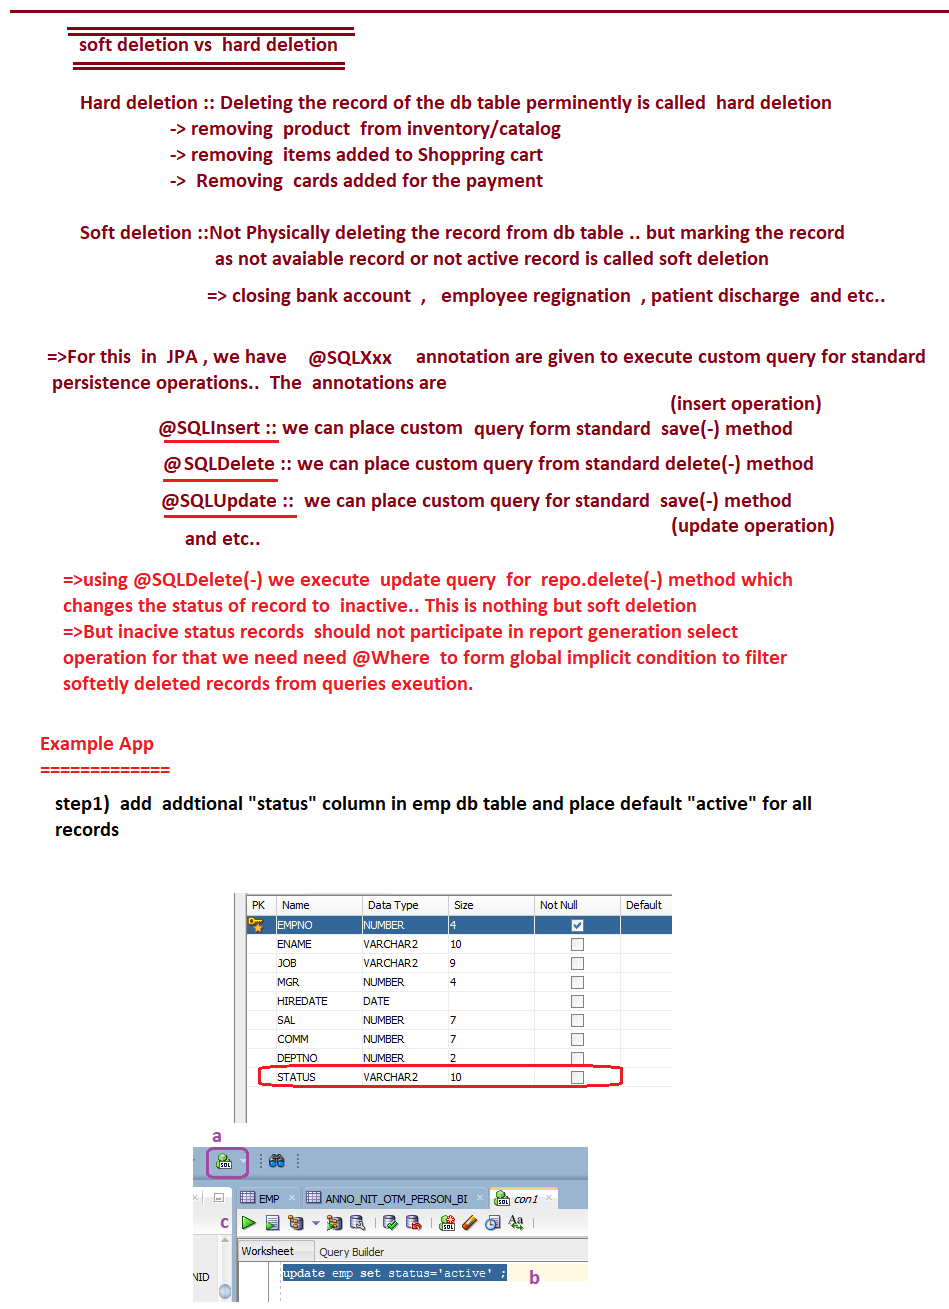 soft deletion vs  hard deletion
Hard deletion :: Deleting the record of the db table perminently is called  hard deletion
-> removing  product  from inventory/catalog
-> removing  items added to Shoppring cart
->  Removing  cards added for the payment
Soft deletion ::Not Physically deleting the record from db table .. but marking the record
as not avaiable record or not active record is called soft deletion
=> closing bank account  ,   employee regignation  , patient discharge  and etc..
=>For this  in  JPA , we have    @SQLXxx    annotation are given to execute custom query for standard
persistence operations..  The  annotations are
(insert operation)
@SQLInsert :: we can place custom  query form standard  save(-) method
@SQLDelete :: we can place custom query from standard delete(-) method
@SQLUpdate ::  we can place custom query for standard  save(-) method
(update operation)
and etc..
=>using @SQLDelete(-) we execute  update query  for  repo.delete(-) method which
changes the status of record to  inactive.. This is nothing but soft deletion
=>But inacive status records  should not participate in report generation select
operation for that we need need @Where  to form global implicit condition to filter
softetly deleted records from queries exeution.
Example App
=============
step1)  add  addtional "status" column in emp db table and place default "active" for all
records
PK Name Data Type Size Not Null Default
EMPNO NUMBER 4
ENAME VARCHAR2 10
JOB VARCHAR2 9
MGR NUMBER 4
HIREDATE DATE
SAL NUMBER 7
COMM NUMBER 7
DEPTNO NUMBER 2
STATUS VARCHAR2 10
a
SQL
EMP ANNO_NIT_OTM_PERSON_BI con1
c
Worksheet Query Builder
update emp set status='active' ; b
NID